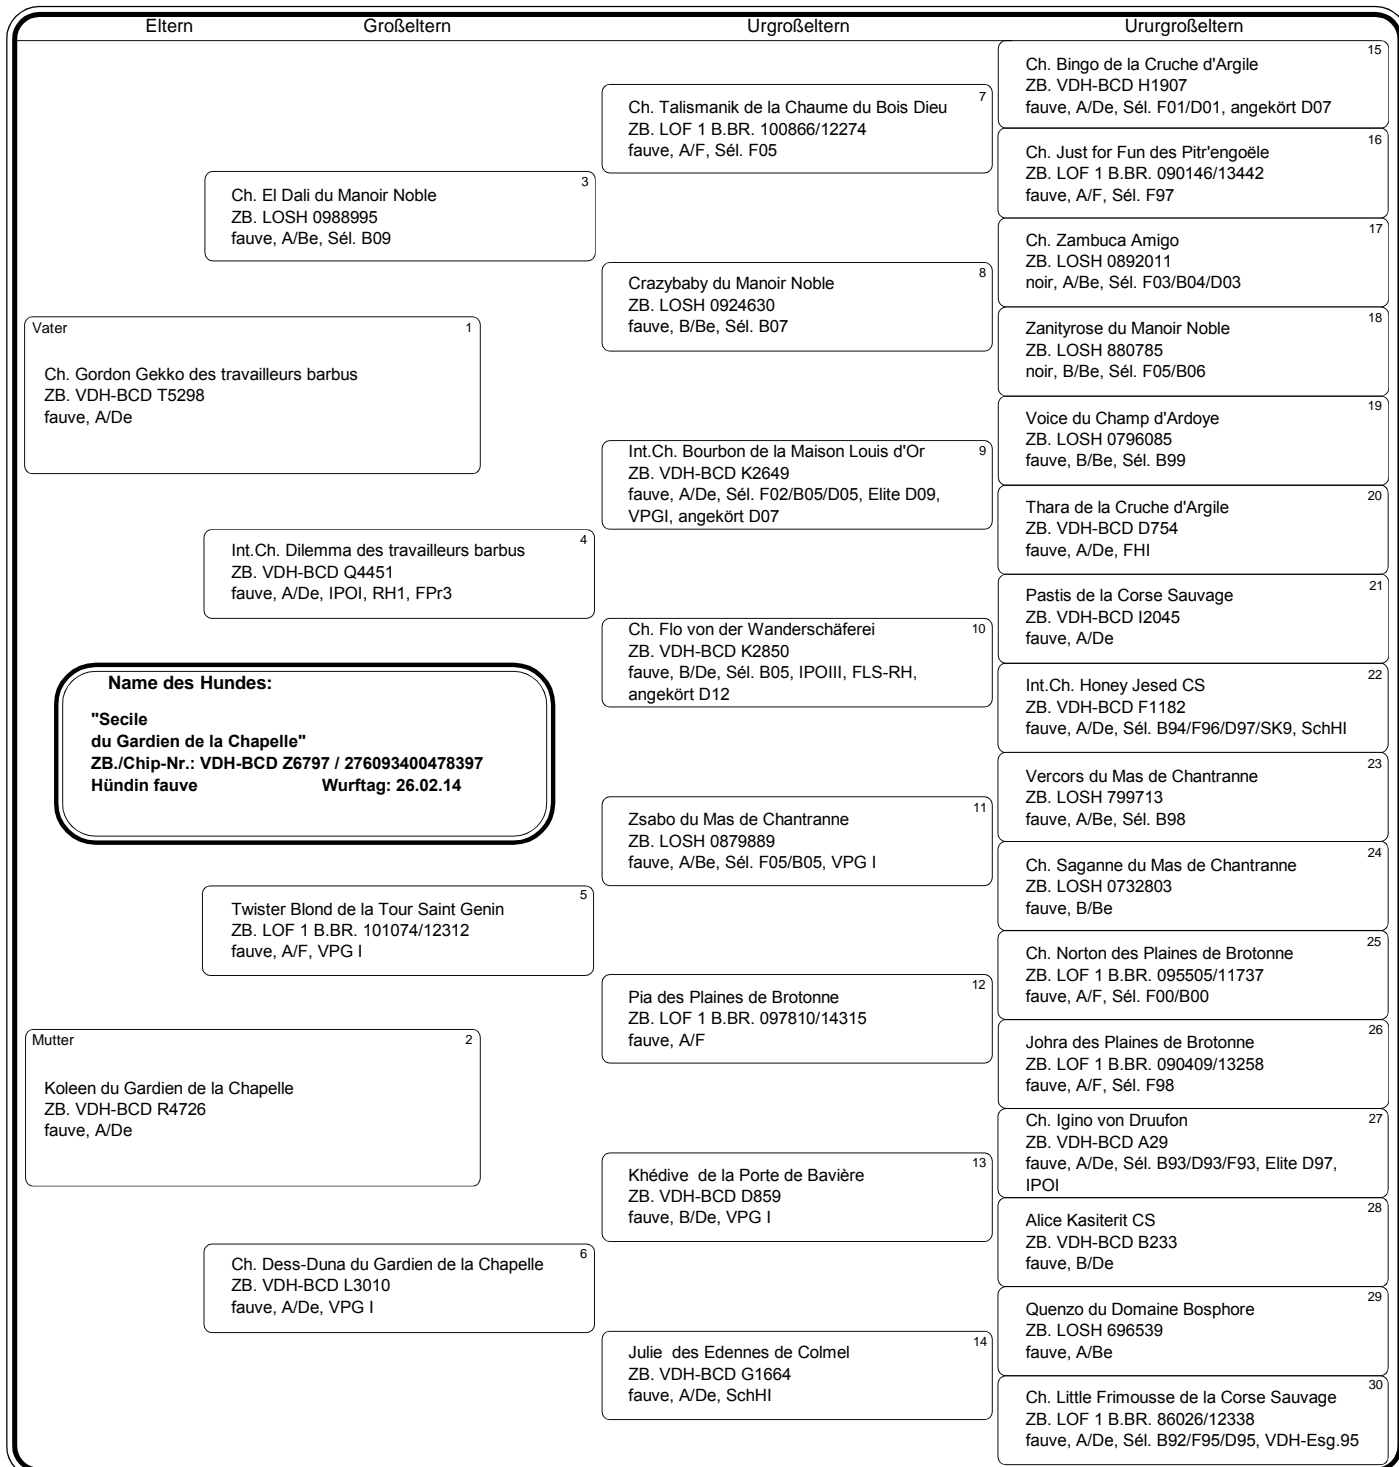 Eltern Großeltern Urgroßeltern Ururgroßeltern
Vater 1
Ch. Gordon Gekko des travailleurs barbus
ZB. VDH-BCD T5298
fauve, A/De
Name des Hundes:
"Secile
du Gardien de la Chapelle"
ZB./Chip-Nr.: VDH-BCD Z6797 / 276093400478397
Hündin fauve Wurftag: 26.02.14
Mutter 2
Koleen du Gardien de la Chapelle
ZB. VDH-BCD R4726
fauve, A/De
3
Ch. El Dali du Manoir Noble
ZB. LOSH 0988995
fauve, A/Be, Sél. B09
4
Int.Ch. Dilemma des travailleurs barbus
ZB. VDH-BCD Q4451
fauve, A/De, IPOI, RH1, FPr3
5
Twister Blond de la Tour Saint Genin
ZB. LOF 1 B.BR. 101074/12312
fauve, A/F, VPG I
6
Ch. Dess-Duna du Gardien de la Chapelle
ZB. VDH-BCD L3010
fauve, A/De, VPG I
7
Ch. Talismanik de la Chaume du Bois Dieu
ZB. LOF 1 B.BR. 100866/12274
fauve, A/F, Sél. F05
8
Crazybaby du Manoir Noble
ZB. LOSH 0924630
fauve, B/Be, Sél. B07
9
Int.Ch. Bourbon de la Maison Louis d'Or
ZB. VDH-BCD K2649
fauve, A/De, Sél. F02/B05/D05, Elite D09,
VPGI, angekört D07
10
Ch. Flo von der Wanderschäferei
ZB. VDH-BCD K2850
fauve, B/De, Sél. B05, IPOIII, FLS-RH,
angekört D12
11
Zsabo du Mas de Chantranne
ZB. LOSH 0879889
fauve, A/Be, Sél. F05/B05, VPG I
12
Pia des Plaines de Brotonne
ZB. LOF 1 B.BR. 097810/14315
fauve, A/F
13
Khédive de la Porte de Bavière
ZB. VDH-BCD D859
fauve, B/De, VPG I
14
Julie des Edennes de Colmel
ZB. VDH-BCD G1664
fauve, A/De, SchHI
15
Ch. Bingo de la Cruche d'Argile
ZB. VDH-BCD H1907
fauve, A/De, Sél. F01/D01, angekört D07
16
Ch. Just for Fun des Pitr'engoële
ZB. LOF 1 B.BR. 090146/13442
fauve, A/F, Sél. F97
17
Ch. Zambuca Amigo
ZB. LOSH 0892011
noir, A/Be, Sél. F03/B04/D03
18
Zanityrose du Manoir Noble
ZB. LOSH 880785
noir, B/Be, Sél. F05/B06
19
Voice du Champ d'Ardoye
ZB. LOSH 0796085
fauve, B/Be, Sél. B99
20
Thara de la Cruche d'Argile
ZB. VDH-BCD D754
fauve, A/De, FHI
21
Pastis de la Corse Sauvage
ZB. VDH-BCD I2045
fauve, A/De
22
Int.Ch. Honey Jesed CS
ZB. VDH-BCD F1182
fauve, A/De, Sél. B94/F96/D97/SK9, SchHI
23
Vercors du Mas de Chantranne
ZB. LOSH 799713
fauve, A/Be, Sél. B98
24
Ch. Saganne du Mas de Chantranne
ZB. LOSH 0732803
fauve, B/Be
25
Ch. Norton des Plaines de Brotonne
ZB. LOF 1 B.BR. 095505/11737
fauve, A/F, Sél. F00/B00
26
Johra des Plaines de Brotonne
ZB. LOF 1 B.BR. 090409/13258
fauve, A/F, Sél. F98
27
Ch. Igino von Druufon
ZB. VDH-BCD A29
fauve, A/De, Sél. B93/D93/F93, Elite D97,
IPOI
28
Alice Kasiterit CS
ZB. VDH-BCD B233
fauve, B/De
29
Quenzo du Domaine Bosphore
ZB. LOSH 696539
fauve, A/Be
30
Ch. Little Frimousse de la Corse Sauvage
ZB. LOF 1 B.BR. 86026/12338
fauve, A/De, Sél. B92/F95/D95, VDH-Esg.95